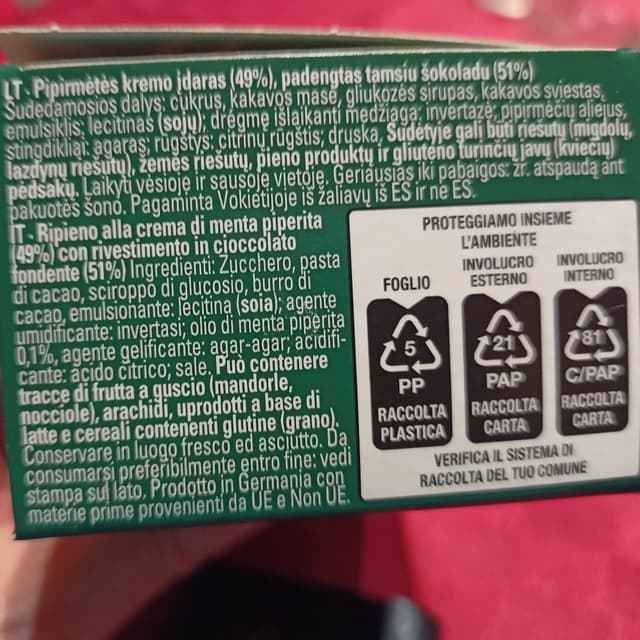 LT - Pipirmėtės kremo įdaras (49%), padengtas tamsiu šokoladu (51%)
Sudedamosios dalys: cukrus, kakavos masė, gliukozės sirupas, kakavos sviestas,
emulsiklis: lecitinas (sojų); drėgmę išlaikanti medžiaga: invertazė; pipirmėčių aliejus,
stingdikliai: agaras; rūgštys: citrinų rūgštis; druska, Sudėtyje gali būti riešutų (migdolų,
lazdynų riešutų), žemės riešutų, pieno produktų ir gliuteno turinčių javų (kviečių)
pėdsakų. Laikyti vėsioje ir sausoje vietoje. Geriausias iki pabaigos: žr. atspaudą ant
pakuotės šono. Pagaminta Vokietijoje iš žaliavų iš ES ir ne ES.
IT - Ripieno alla crema di menta piperita
(49%) con rivestimento in cioccolato
fondente (51%) Ingredienti: Zucchero, pasta
di cacao, sciroppo di glucosio, burro di
cacao, emulsionante: lecitina (soia); agente
umidificante: invertasi; olio di menta piperita
0,1%, agente gelificante: agar-agar; acidifi-
cante: acido citrico; sale, Può contenere
tracce di frutta a guscio (mandorle,
nocciole), arachidi, uprodotti a base di
latte e cereali contenenti glutine (grano).
Conservare in luogo fresco ed asciutto. Da
consumarsi preferibilmente entro fine: vedi
stampa sul lato, Prodotto in Germania con
materie prime provenienti da UE e Non UE.
PROTEGGIAMO INSIEME
L'AMBIENTE
FOGLIO
5
PP
RACCOLTA
PLASTICA
INVOLUCRO
ESTERNO
21
PAP
RACCOLTA
CARTA
INVOLUCRO
INTERNO
81
C/PAP
RACCOLTA
CARTA
VERIFICA IL SISTEMA DI
RACCOLTA DEL TUO COMUNE